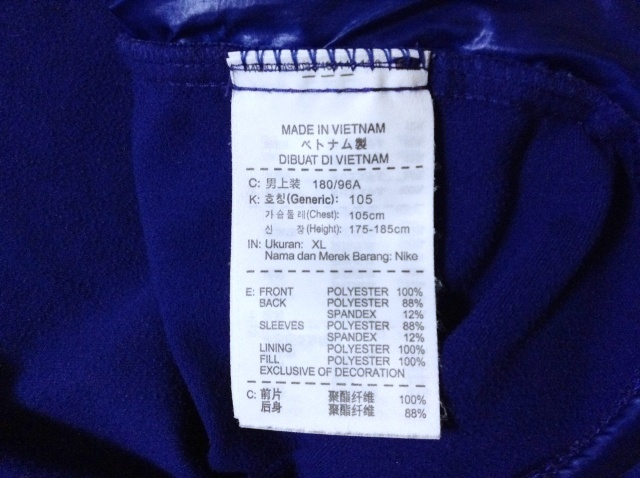 MADE IN VIETNAM
ベトナム製
DIBUAT DI VIETNAM
C: 男上装 180/96A
K: 호칭(Generic): 105
가슴둘레(Chest): 105cm
신 장(Height): 175-185cm
IN: Ukuran: XL
Nama dan Merek Barang: Nike
E: FRONT POLYESTER 100%
BACK POLYESTER 88%
SPANDEX 12%
SLEEVES POLYESTER 88%
SPANDEX 12%
LINING POLYESTER 100%
FILL POLYESTER 100%
EXCLUSIVE OF DECORATION
C: 前片 聚酯纤维 100%
后身 聚酯纤维 88%